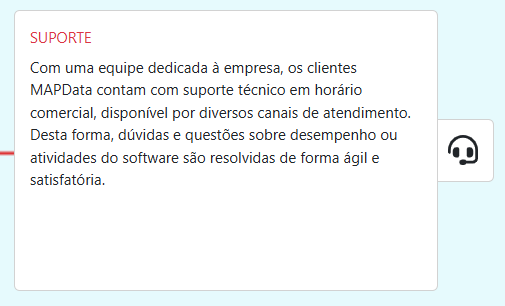 SUPORTE
Com uma equipe dedicada à empresa, os clientes
MAPData contam com suporte técnico em horário
comercial, disponível por diversos canais de atendimento.
Desta forma, dúvidas e questões sobre desempenho ou
atividades do software são resolvidas de forma ágil e
satisfatória.